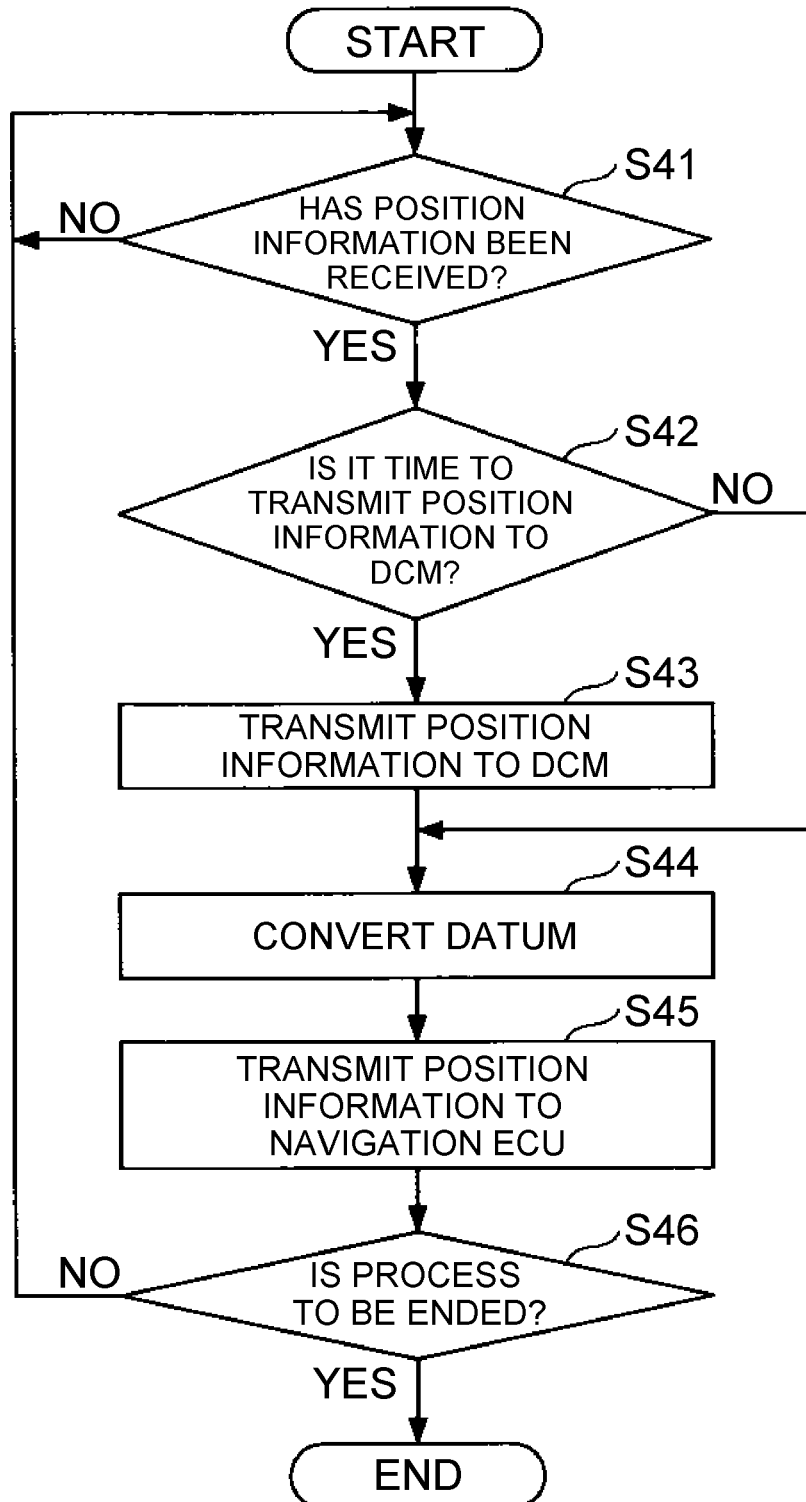 START
S41
HAS POSITION
INFORMATION BEEN
RECEIVED?
NO
YES
S42
IS IT TIME TO
TRANSMIT POSITION
INFORMATION TO
DCM?
NO
YES
S43
TRANSMIT POSITION
INFORMATION TO DCM
S44
CONVERT DATUM
S45
TRANSMIT POSITION
INFORMATION TO
NAVIGATION ECU
S46
IS PROCESS
TO BE ENDED?
NO
YES
END